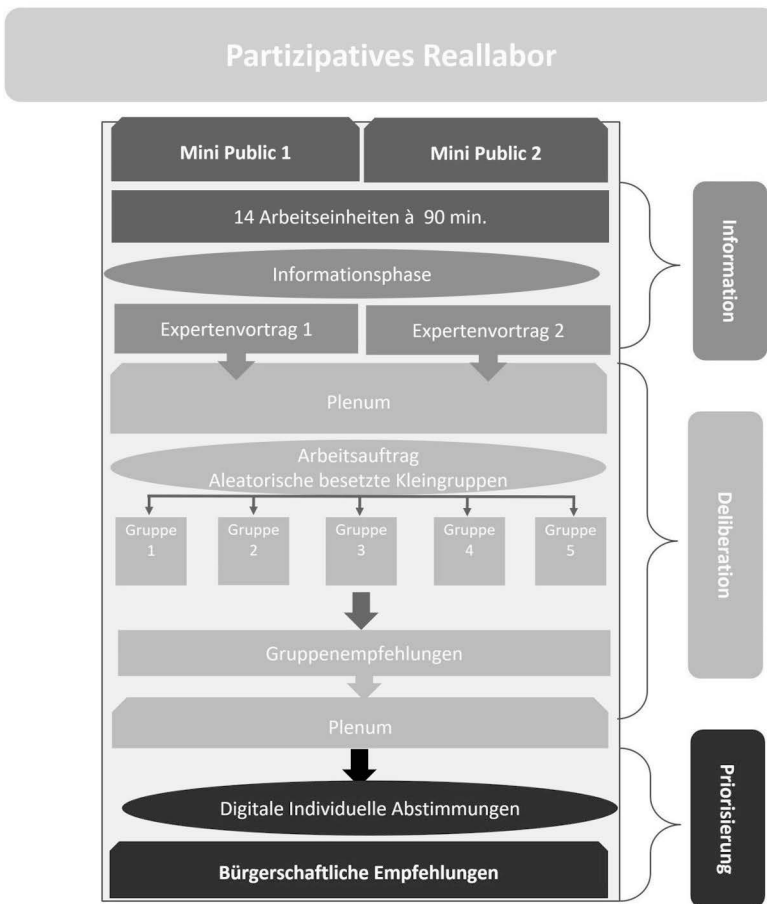 Partizipatives Reallabor
Mini Public 1
Mini Public 2
14 Arbeitseinheiten à 90 min.
Informationsphase
Expertenvortrag 1
Expertenvortrag 2
Information
Plenum
Arbeitsauftrag
Aleatorische besetzte Kleingruppen
Gruppe
1
Gruppe
2
Gruppe
3
Gruppe
4
Gruppe
5
Gruppenempfehlungen
Plenum
Deliberation
Digitale Individuelle Abstimmungen
Bürgerschaftliche Empfehlungen
Priorisierung